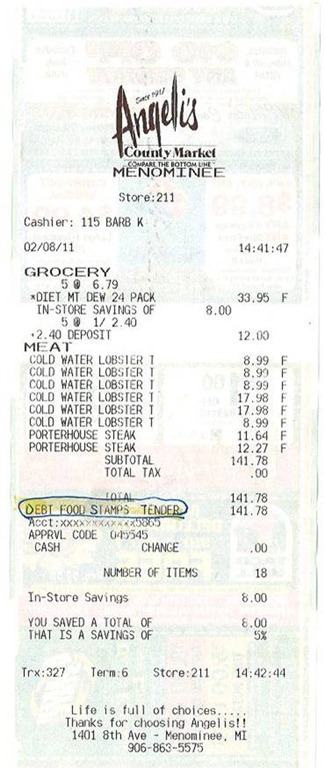 Since 1917
Angeli's
County Market
COMPARE THE BOTTOM LINE
MENOMINEE
Store:211
Cashier: 115 BARB K
02/08/11 14:41:47
GROCERY
5 @ 6.79
*DIET MT DEW 24 PACK 33.95 F
IN-STORE SAVINGS OF 8.00
5 @ 1/ 2.40
+2.40 DEPOSIT 12.00
MEAT
COLD WATER LOBSTER T 8.99 F
COLD WATER LOBSTER T 8.99 F
COLD WATER LOBSTER T 8.99 F
COLD WATER LOBSTER T 17.98 F
COLD WATER LOBSTER T 17.98 F
COLD WATER LOBSTER T 8.99 F
PORTERHOUSE STEAK 11.64 F
PORTERHOUSE STEAK 12.27 F
SUBTOTAL 141.78
TOTAL TAX .00
TOTAL 141.78
DEBT FOOD STAMPS TENDER 141.78
Acct:xxxxxxxxxxxx5865
APPRVL CODE 045545
CASH CHANGE .00
NUMBER OF ITEMS 18
In-Store Savings 8.00
YOU SAVED A TOTAL OF 8.00
THAT IS A SAVINGS OF 5%
Trx:327 Term:6 Store:211 14:42:44
Life is full of choices.....
Thanks for choosing Angelis!!
1401 8th Ave - Menominee, MI
906-863-5575